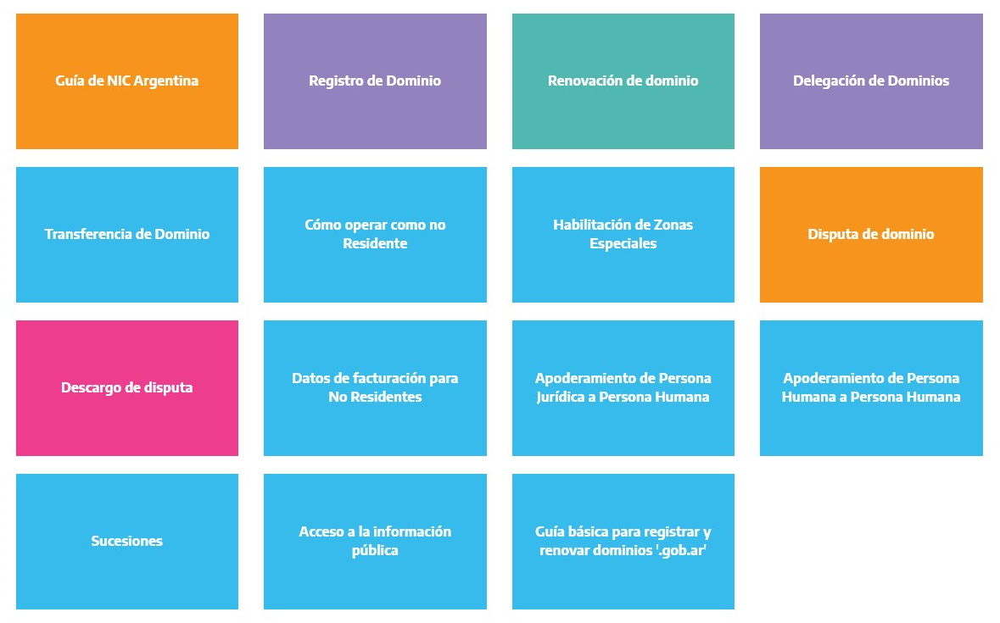 Guía de NIC Argentina
Registro de Dominio
Renovación de dominio
Delegación de Dominios
Transferencia de Dominio
Cómo operar como no
Residente
Habilitación de Zonas
Especiales
Disputa de dominio
Descargo de disputa
Datos de facturación para
No Residentes
Apoderamiento de Persona
Jurídica a Persona Humana
Apoderamiento de Persona
Humana a Persona Humana
Sucesiones
Acceso a la información
pública
Guía básica para registrar y
renovar dominios '.gob.ar'